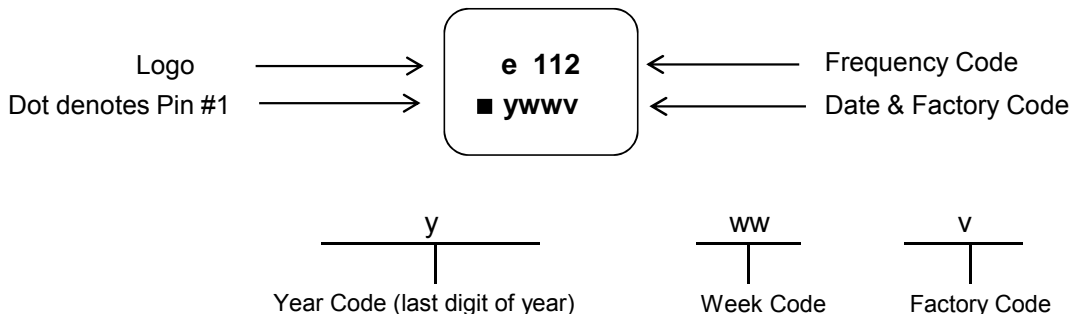 Logo
e 112
Frequency Code
Dot denotes Pin #1
■ ywwv
Date & Factory Code
y
ww
v
Year Code (last digit of year)
Week Code
Factory Code